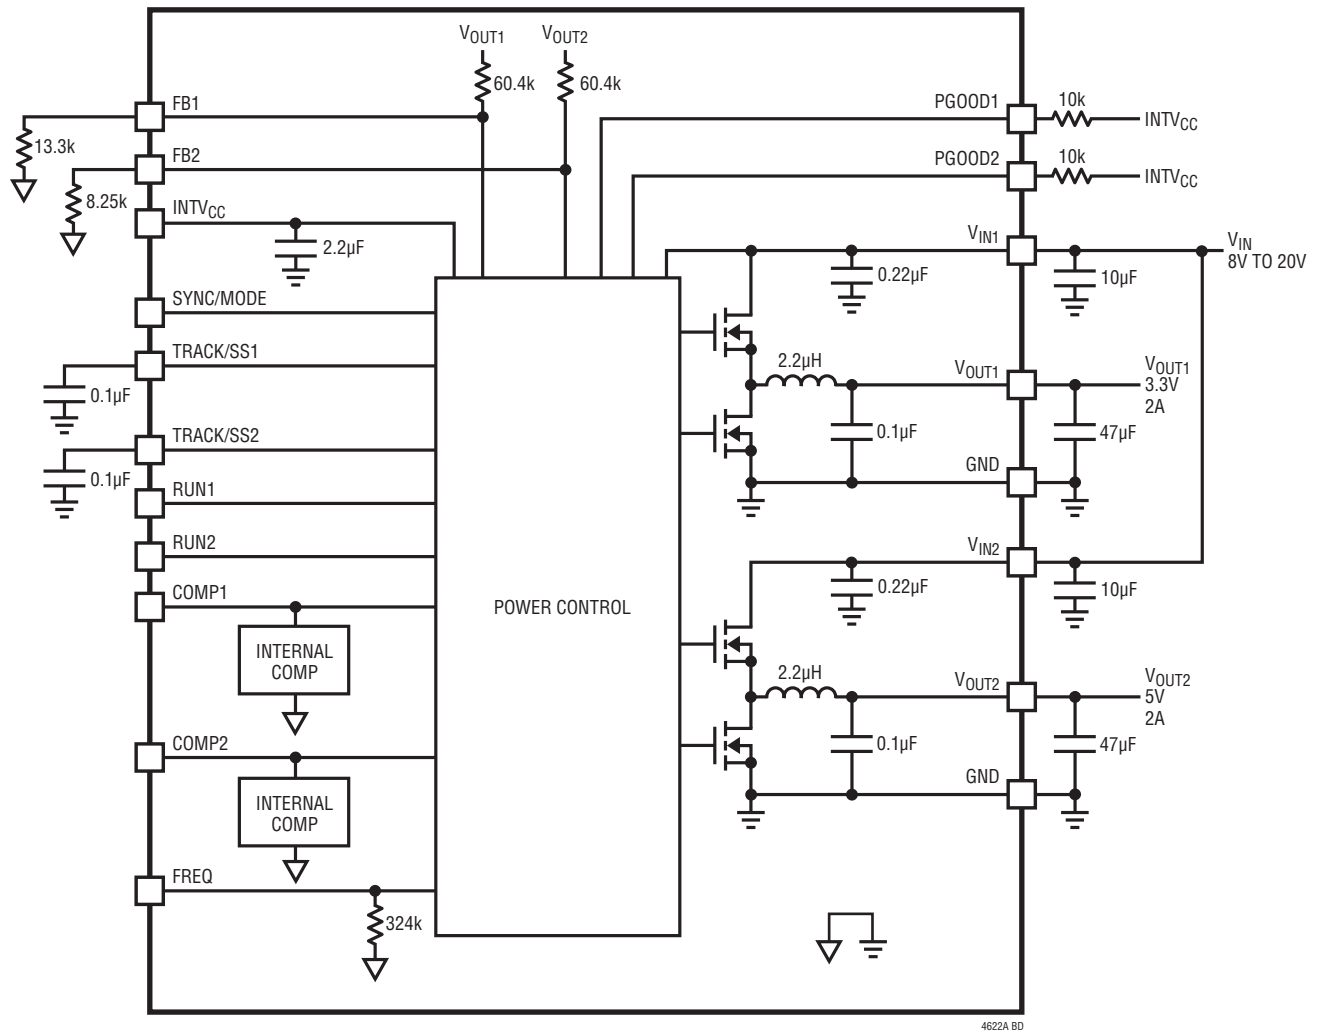 VOUT1
VOUT2
60.4k
60.4k
FB1
13.3k
FB2
8.25k
INTVCC
2.2µF
SYNC/MODE
TRACK/SS1
0.1µF
TRACK/SS2
0.1µF
RUN1
RUN2
COMP1
INTERNAL
COMP
COMP2
INTERNAL
COMP
FREQ
324k
POWER CONTROL
PGOOD1
10k
INTVCC
PGOOD2
10k
INTVCC
VIN1
VIN
8V TO 20V
0.22µF
10µF
2.2µH
VOUT1
VOUT1
3.3V
2A
0.1µF
47µF
GND
VIN2
0.22µF
10µF
2.2µH
VOUT2
VOUT2
5V
2A
0.1µF
47µF
GND
4622A BD